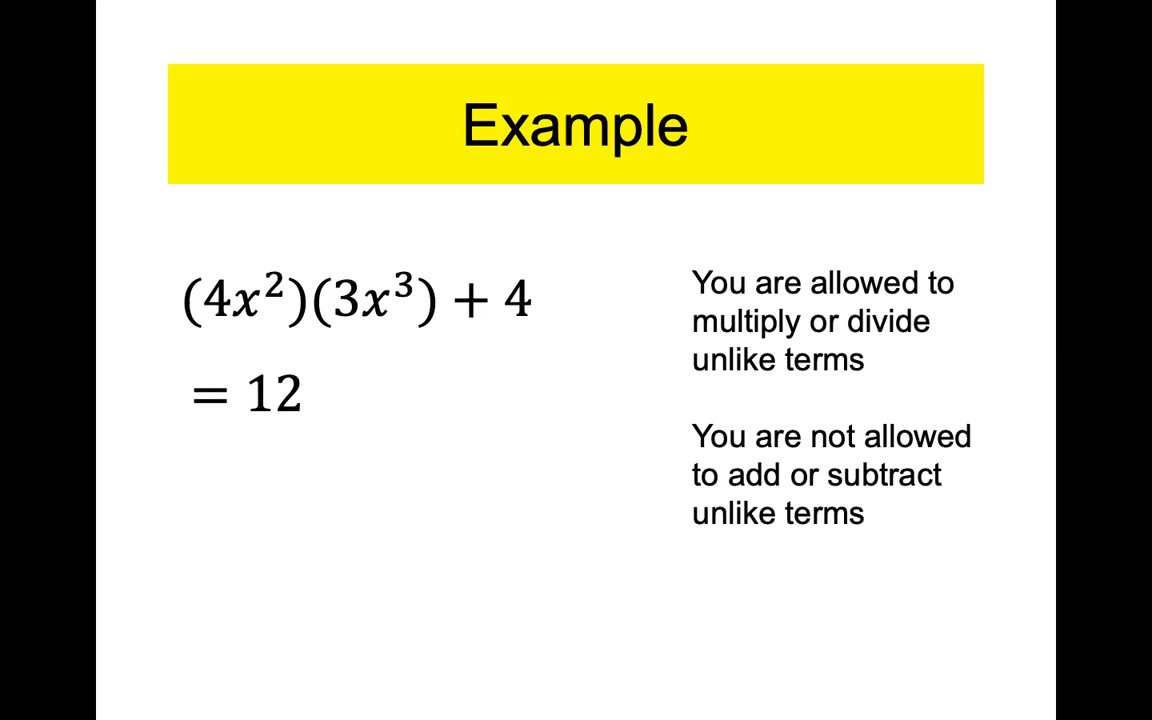 Example
(4x²)(3x³) + 4
= 12
You are allowed to
multiply or divide
unlike terms
You are not allowed
to add or subtract
unlike terms